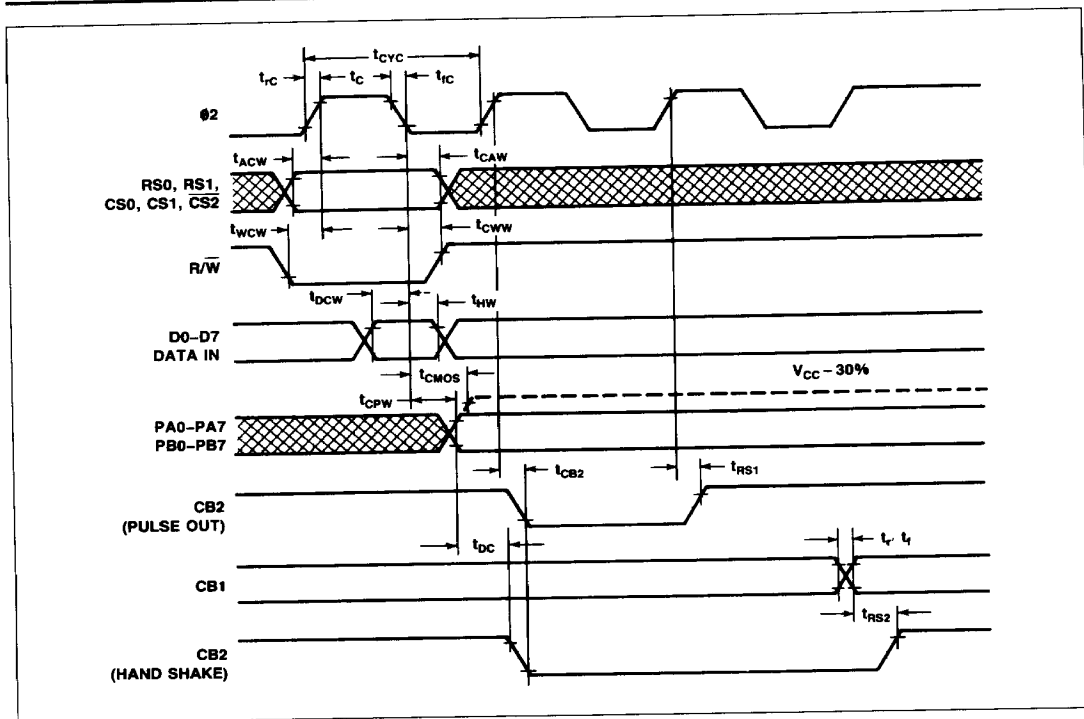 tCYC
trC
tC
tfC
ø2
tACW
tCAW
RS0, RS1,
CS0, CS1, C̅S̅2̅
tWCW
tCWW
R/W̅
tDCW
tHW
D0–D7
DATA IN
tCMOS
VCC – 30%
tCPW
PA0–PA7
PB0–PB7
tCB2
tRS1
CB2
(PULSE OUT)
tDC
tr, tf
CB1
tRS2
CB2
(HAND SHAKE)